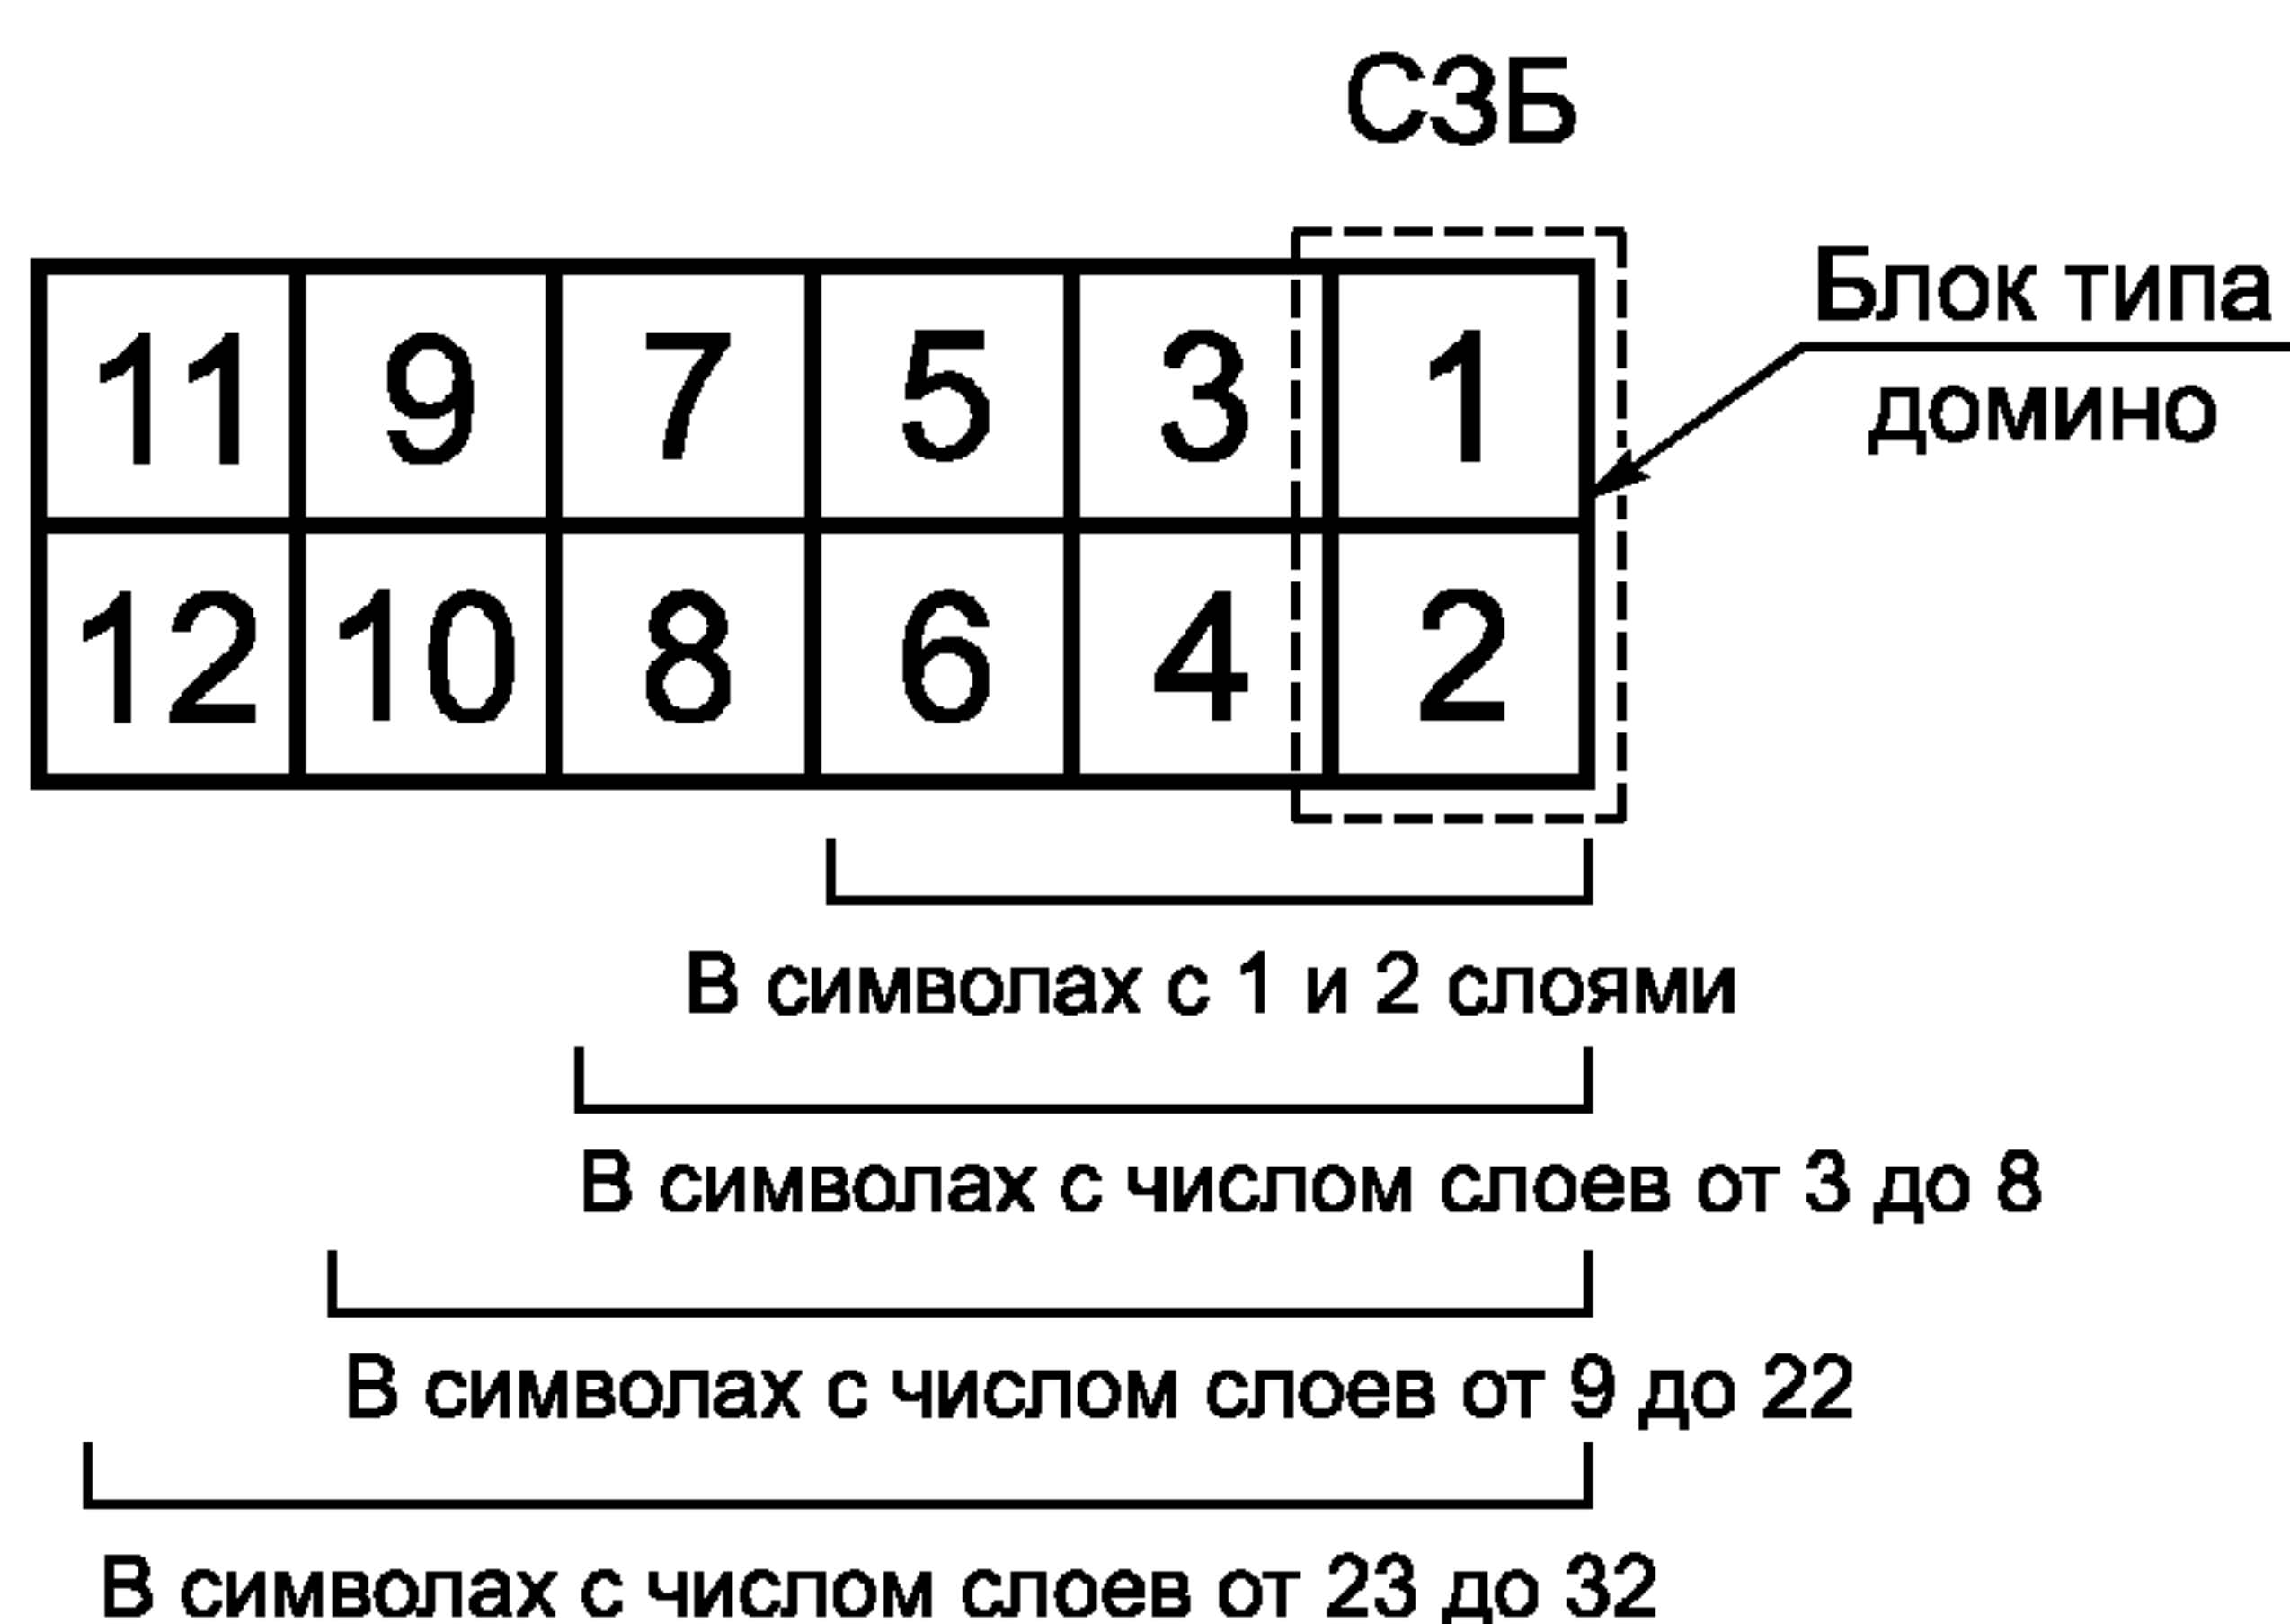 СЗБ
Блок типа
домино
11 9 7 5 3 1
12 10 8 6 4 2
В символах с 1 и 2 слоями
В символах с числом слоев от 3 до 8
В символах с числом слоев от 9 до 22
В символах с числом слоев от 23 до 32